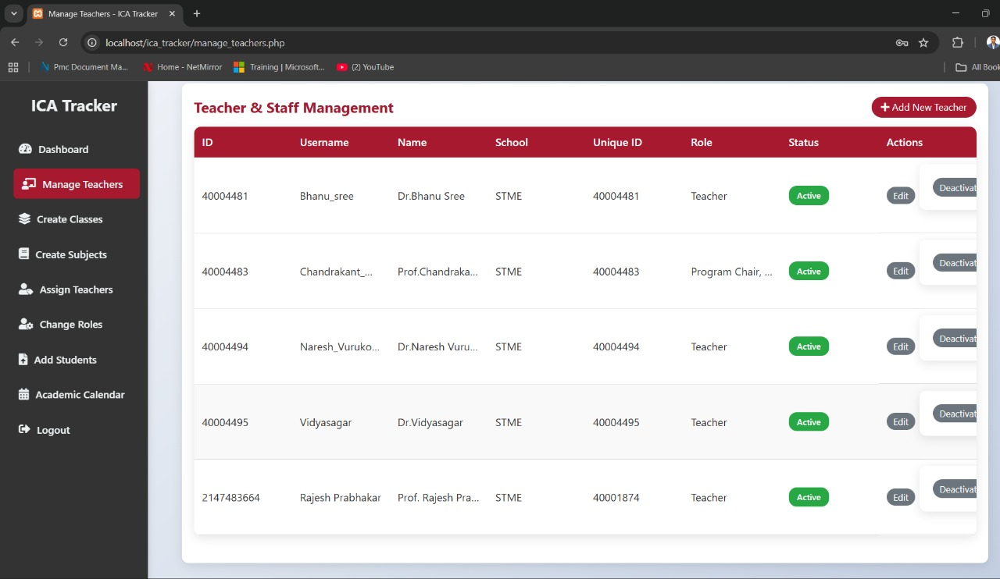 Manage Teachers - ICA Tracker
localhost/ica_tracker/manage_teachers.php
Pmc Document Ma... Home - NetMirror Training | Microsoft... (2) YouTube All Book
ICA Tracker
Dashboard
Manage Teachers
Create Classes
Create Subjects
Assign Teachers
Change Roles
Add Students
Academic Calendar
Logout
Teacher & Staff Management
Add New Teacher
ID Username Name School Unique ID Role Status Actions
40004481 Bhanu_sree Dr.Bhanu Sree STME 40004481 Teacher Active Edit Deactivat
40004483 Chandrakant_... Prof.Chandraka... STME 40004483 Program Chair, ... Active Edit Deactivat
40004494 Naresh_Vuruko... Dr.Naresh Vuru... STME 40004494 Teacher Active Edit Deactivat
40004495 Vidyasagar Dr.Vidyasagar STME 40004495 Teacher Active Edit Deactivat
2147483664 Rajesh Prabhakar Prof. Rajesh Pra... STME 40001874 Teacher Active Edit Deactivat